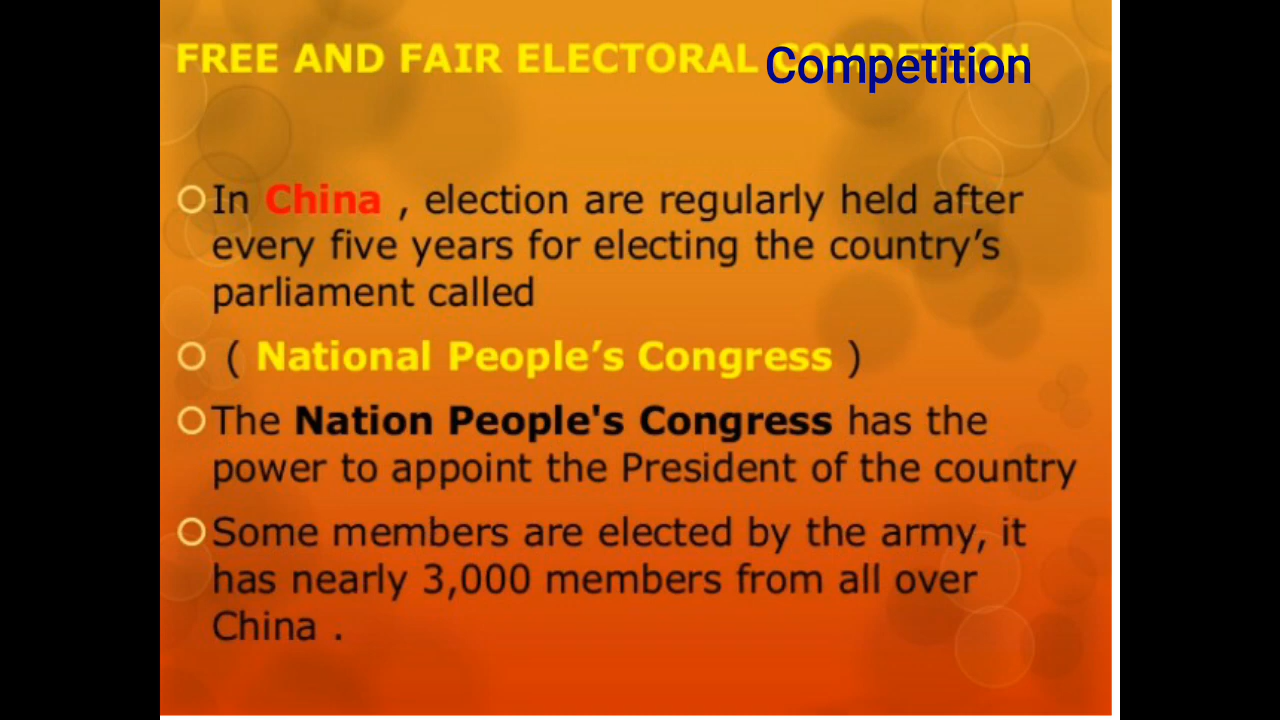 FREE AND FAIR ELECTORAL Competition
In China , election are regularly held after
every five years for electing the country’s
parliament called
( National People’s Congress )
The Nation People's Congress has the
power to appoint the President of the country
Some members are elected by the army, it
has nearly 3,000 members from all over
China .